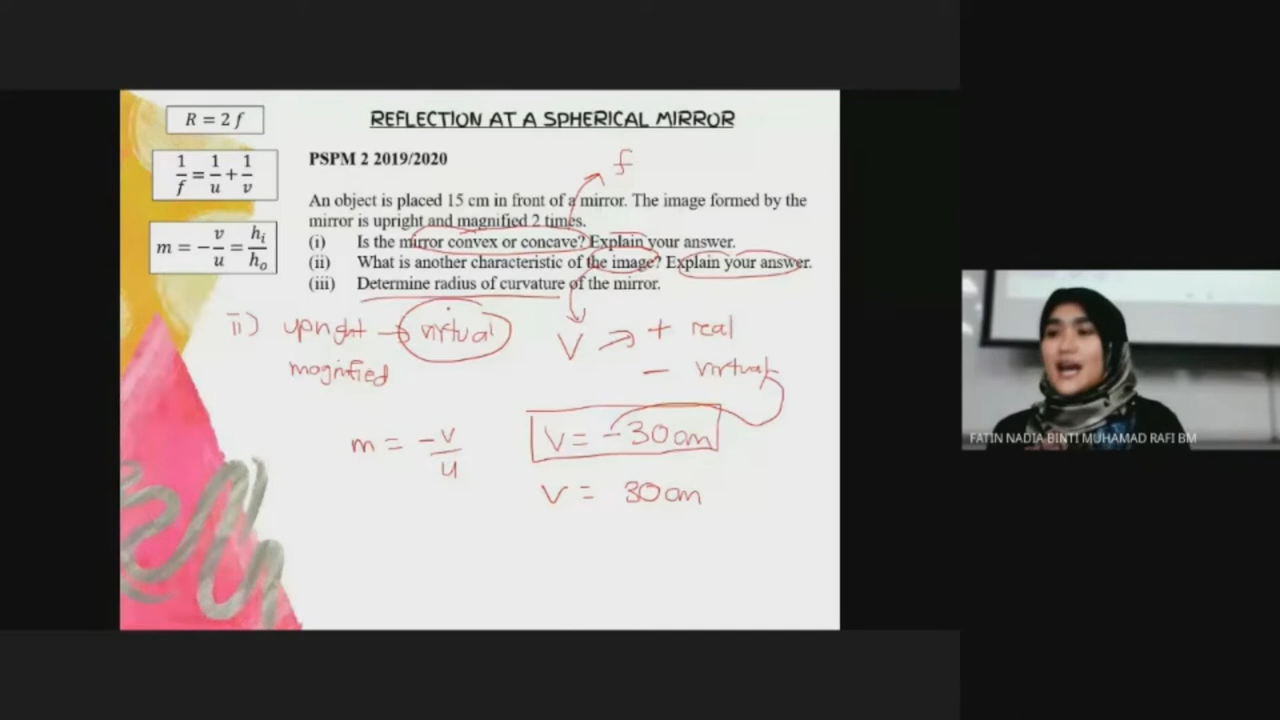 REFLECTION AT A SPHERICAL MIRROR
R = 2f
1/f = 1/u + 1/v
m = -v/u = hᵢ/hₒ
PSPM 2 2019/2020
f
An object is placed 15 cm in front of a mirror. The image formed by the
mirror is upright and magnified 2 times.
(i) Is the mirror convex or concave? Explain your answer.
(ii) What is another characteristic of the image? Explain your answer.
(iii) Determine radius of curvature of the mirror.
ii) upright → virtual
magnified
V → + real
− virtual
m = -v/u
V = -30cm
V = 30cm
FATIN NADIA BINTI MUHAMAD RAFI BM